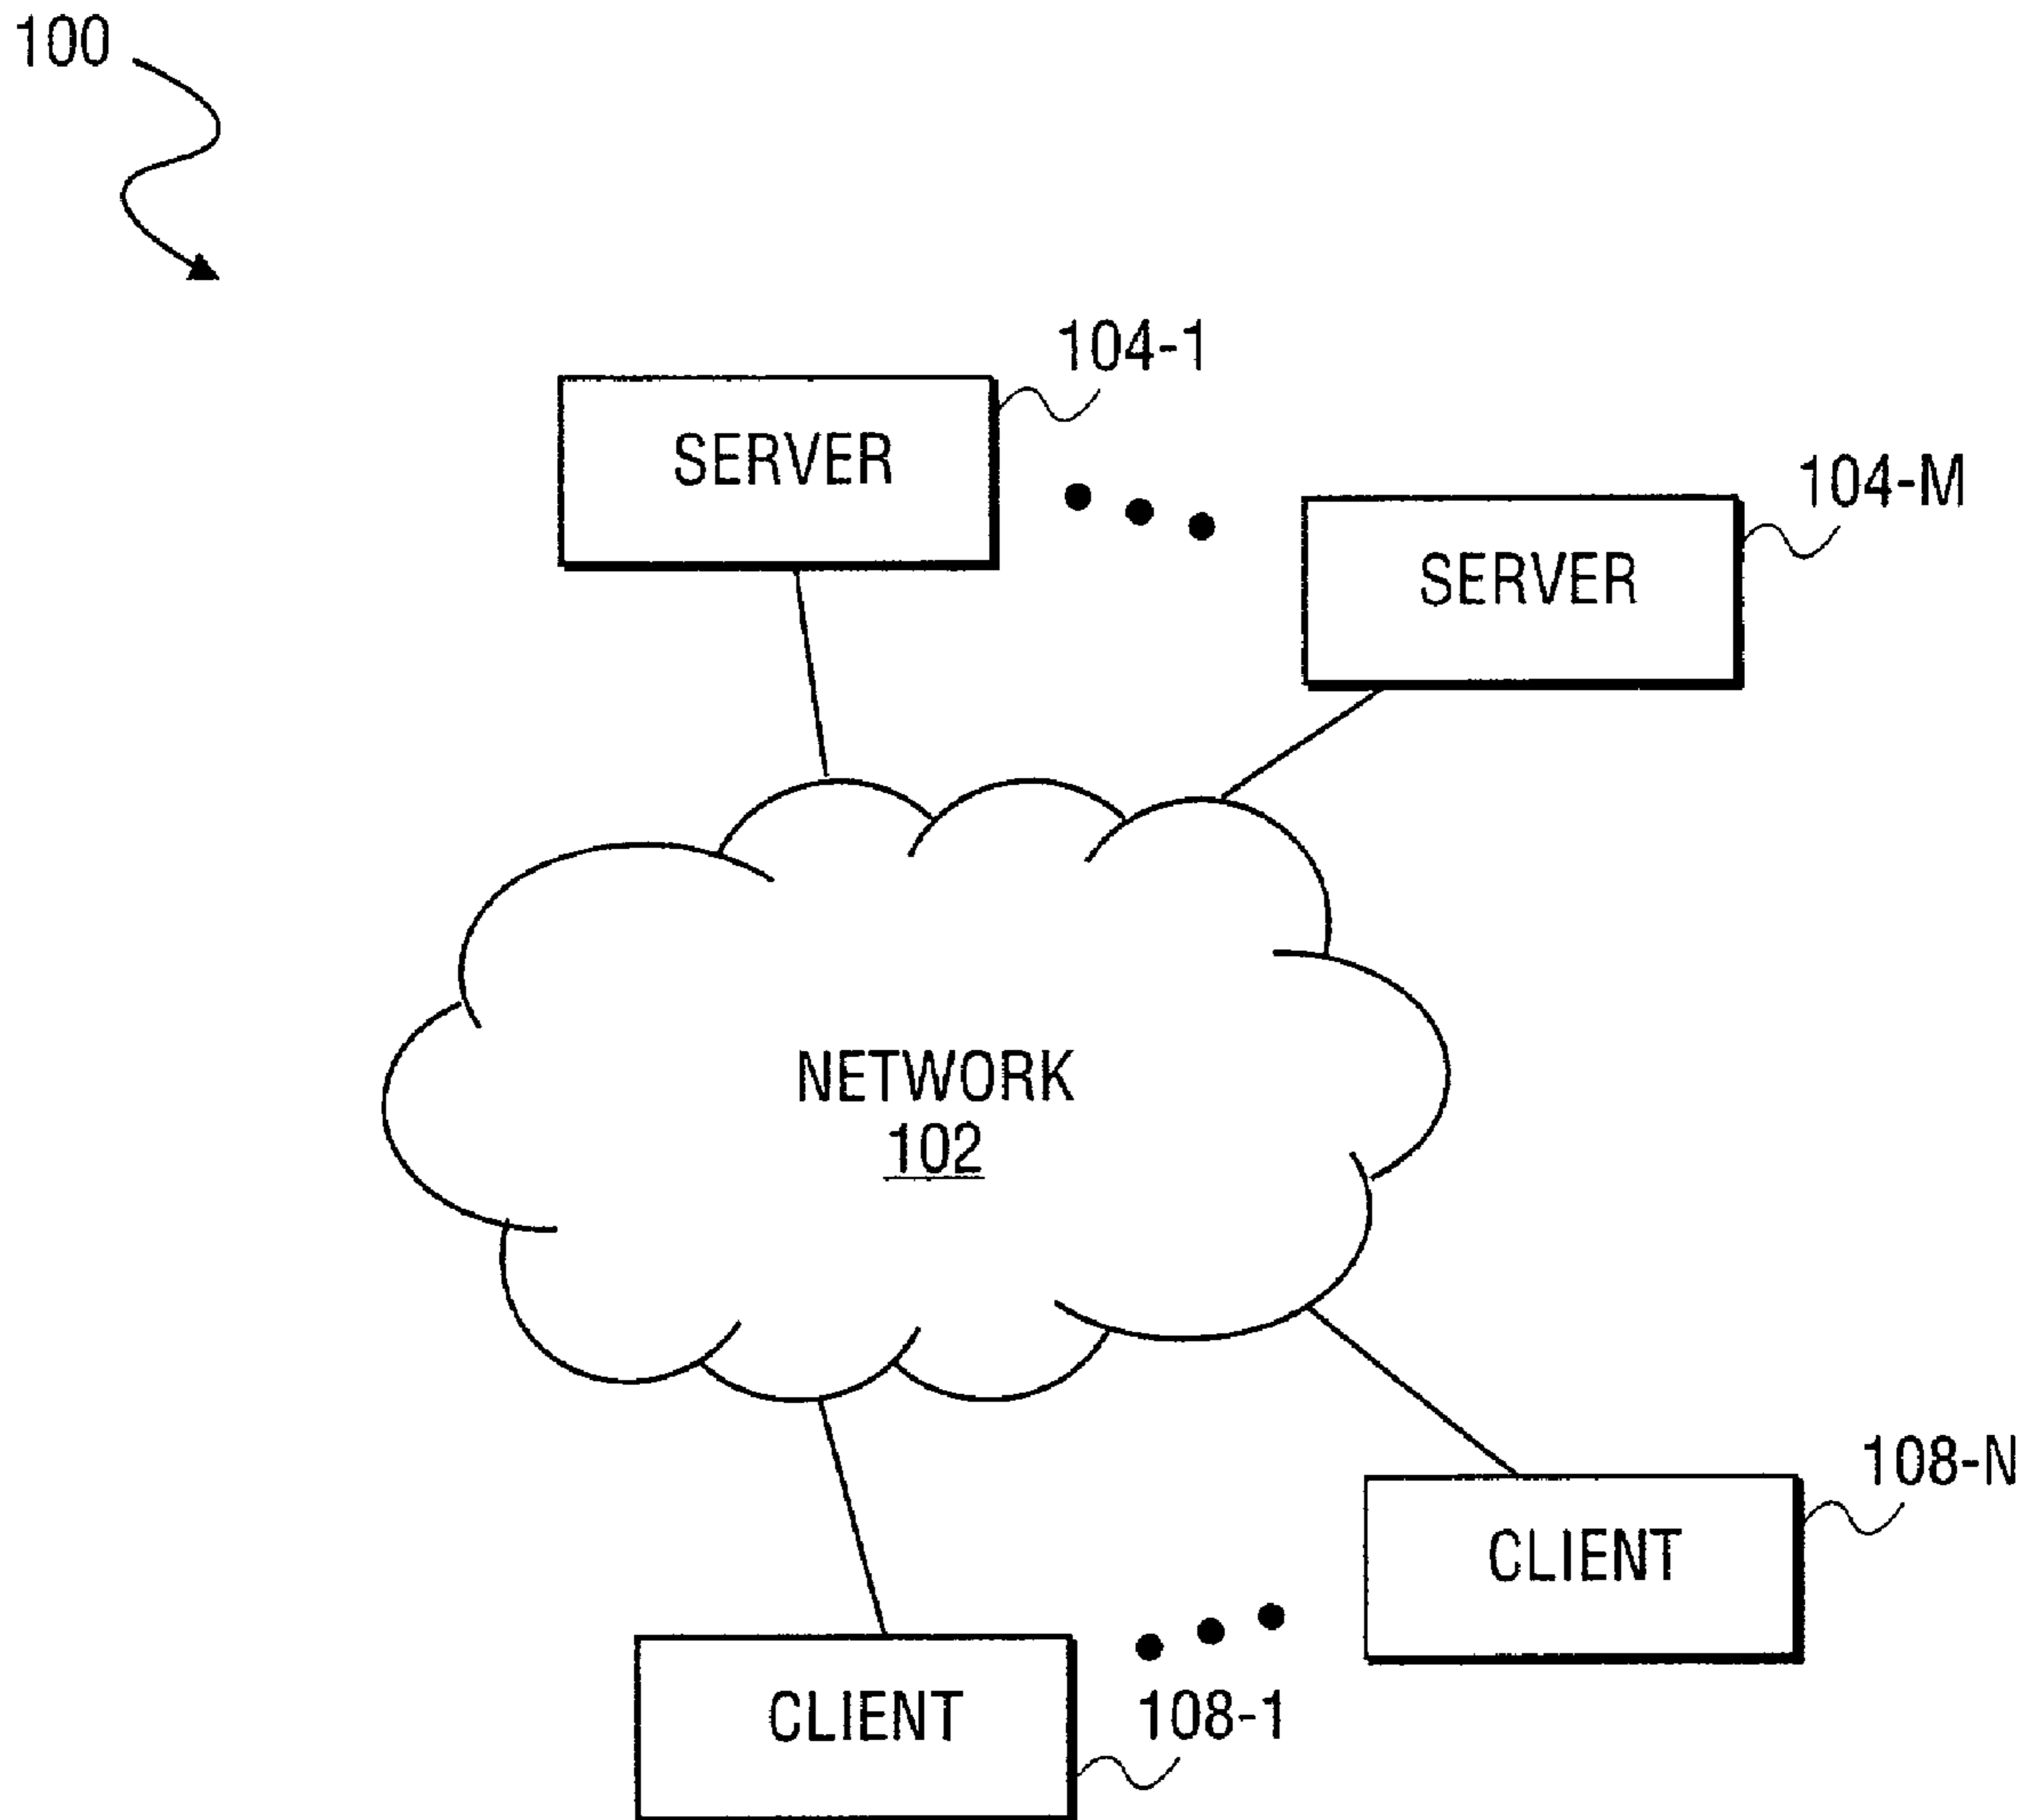 100
104-1
SERVER
104-M
SERVER
NETWORK
102
108-N
CLIENT
CLIENT
108-1